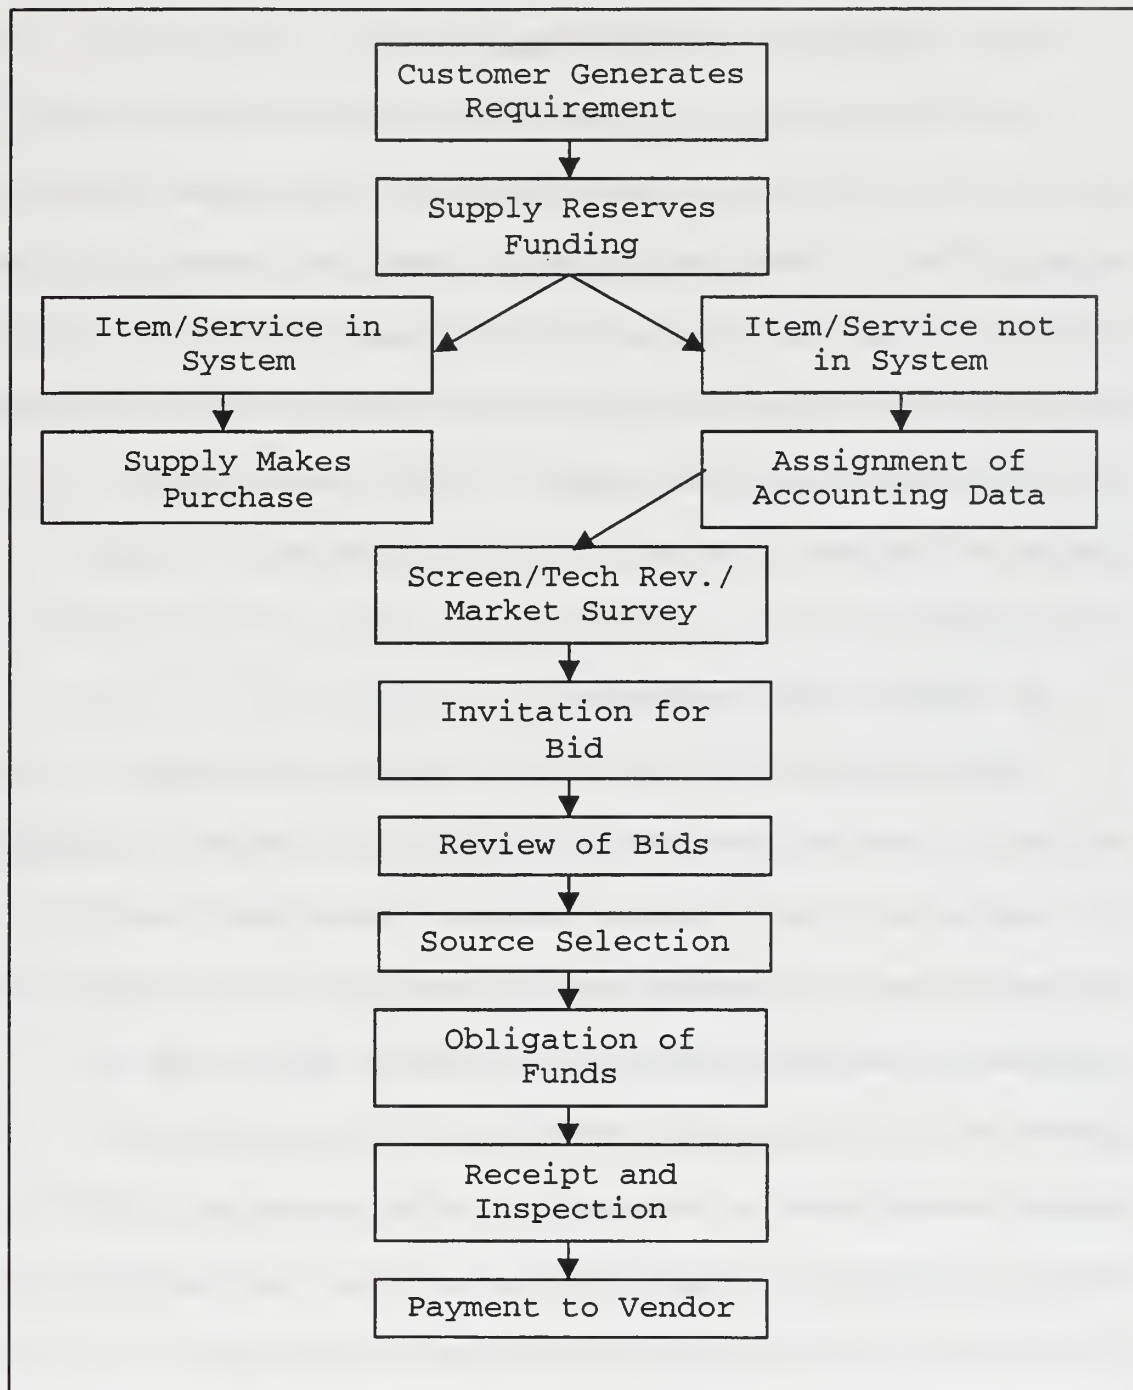 Customer Generates
Requirement
Supply Reserves
Funding
Item/Service in
System
Item/Service not
in System
Supply Makes
Purchase
Assignment of
Accounting Data
Screen/Tech Rev./
Market Survey
Invitation for
Bid
Review of Bids
Source Selection
Obligation of
Funds
Receipt and
Inspection
Payment to Vendor